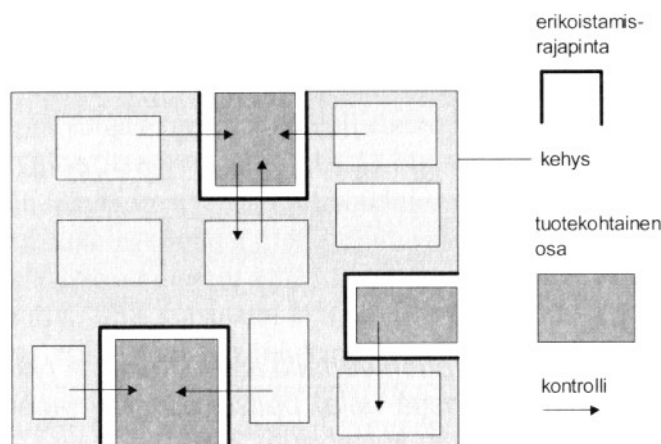 erikoistamis-
rajapinta
kehys
tuotekohtainen
osa
kontrolli